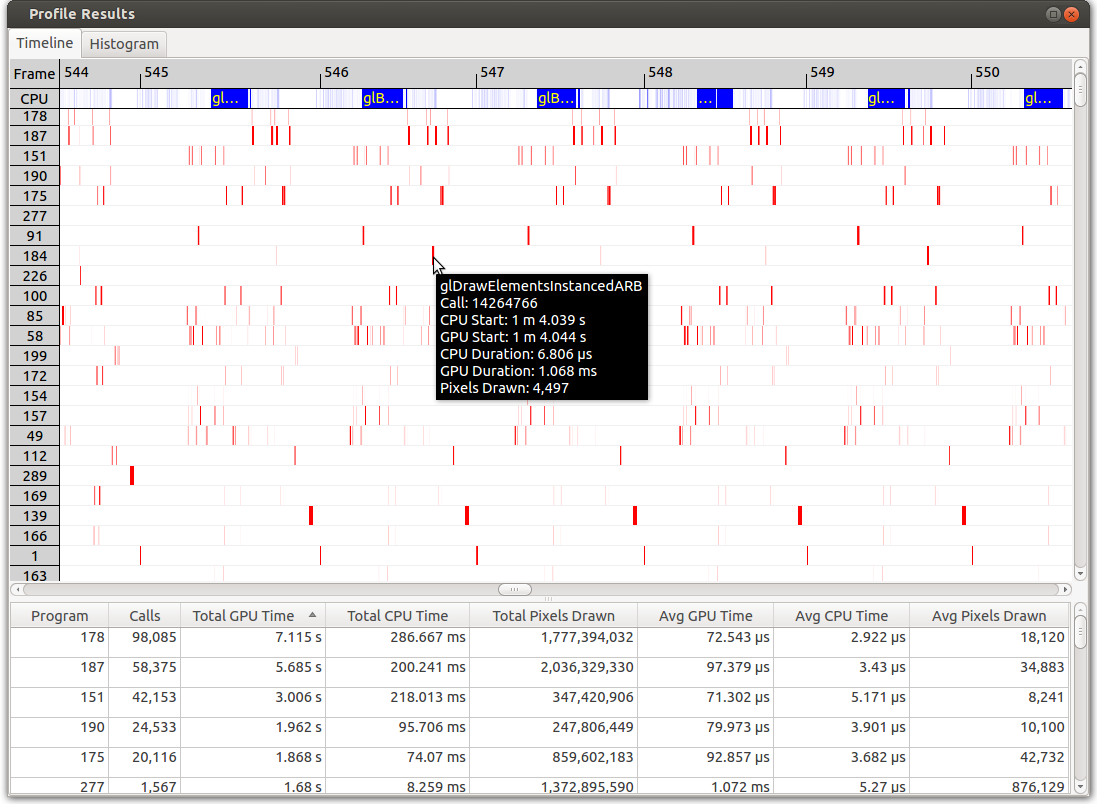 Profile Results
Timeline Histogram
Frame 544 545 546 547 548 549 550
CPU gl... glB... glB... ... gl... gl...
178
187
151
190
175
277
91
184
226
100
85
58
199
172
154
157
49
112
289
169
139
166
1
163
glDrawElementsInstancedARB
Call: 14264766
CPU Start: 1 m 4.039 s
GPU Start: 1 m 4.044 s
CPU Duration: 6.806 µs
GPU Duration: 1.068 ms
Pixels Drawn: 4,497
Program Calls Total GPU Time Total CPU Time Total Pixels Drawn Avg GPU Time Avg CPU Time Avg Pixels Drawn
178 98,085 7.115 s 286.667 ms 1,777,394,032 72.543 µs 2.922 µs 18,120
187 58,375 5.685 s 200.241 ms 2,036,329,330 97.379 µs 3.43 µs 34,883
151 42,153 3.006 s 218.013 ms 347,420,906 71.302 µs 5.171 µs 8,241
190 24,533 1.962 s 95.706 ms 247,806,449 79.973 µs 3.901 µs 10,100
175 20,116 1.868 s 74.07 ms 859,602,183 92.857 µs 3.682 µs 42,732
277 1,567 1.68 s 8.259 ms 1,372,895,590 1.072 ms 5.27 µs 876,129